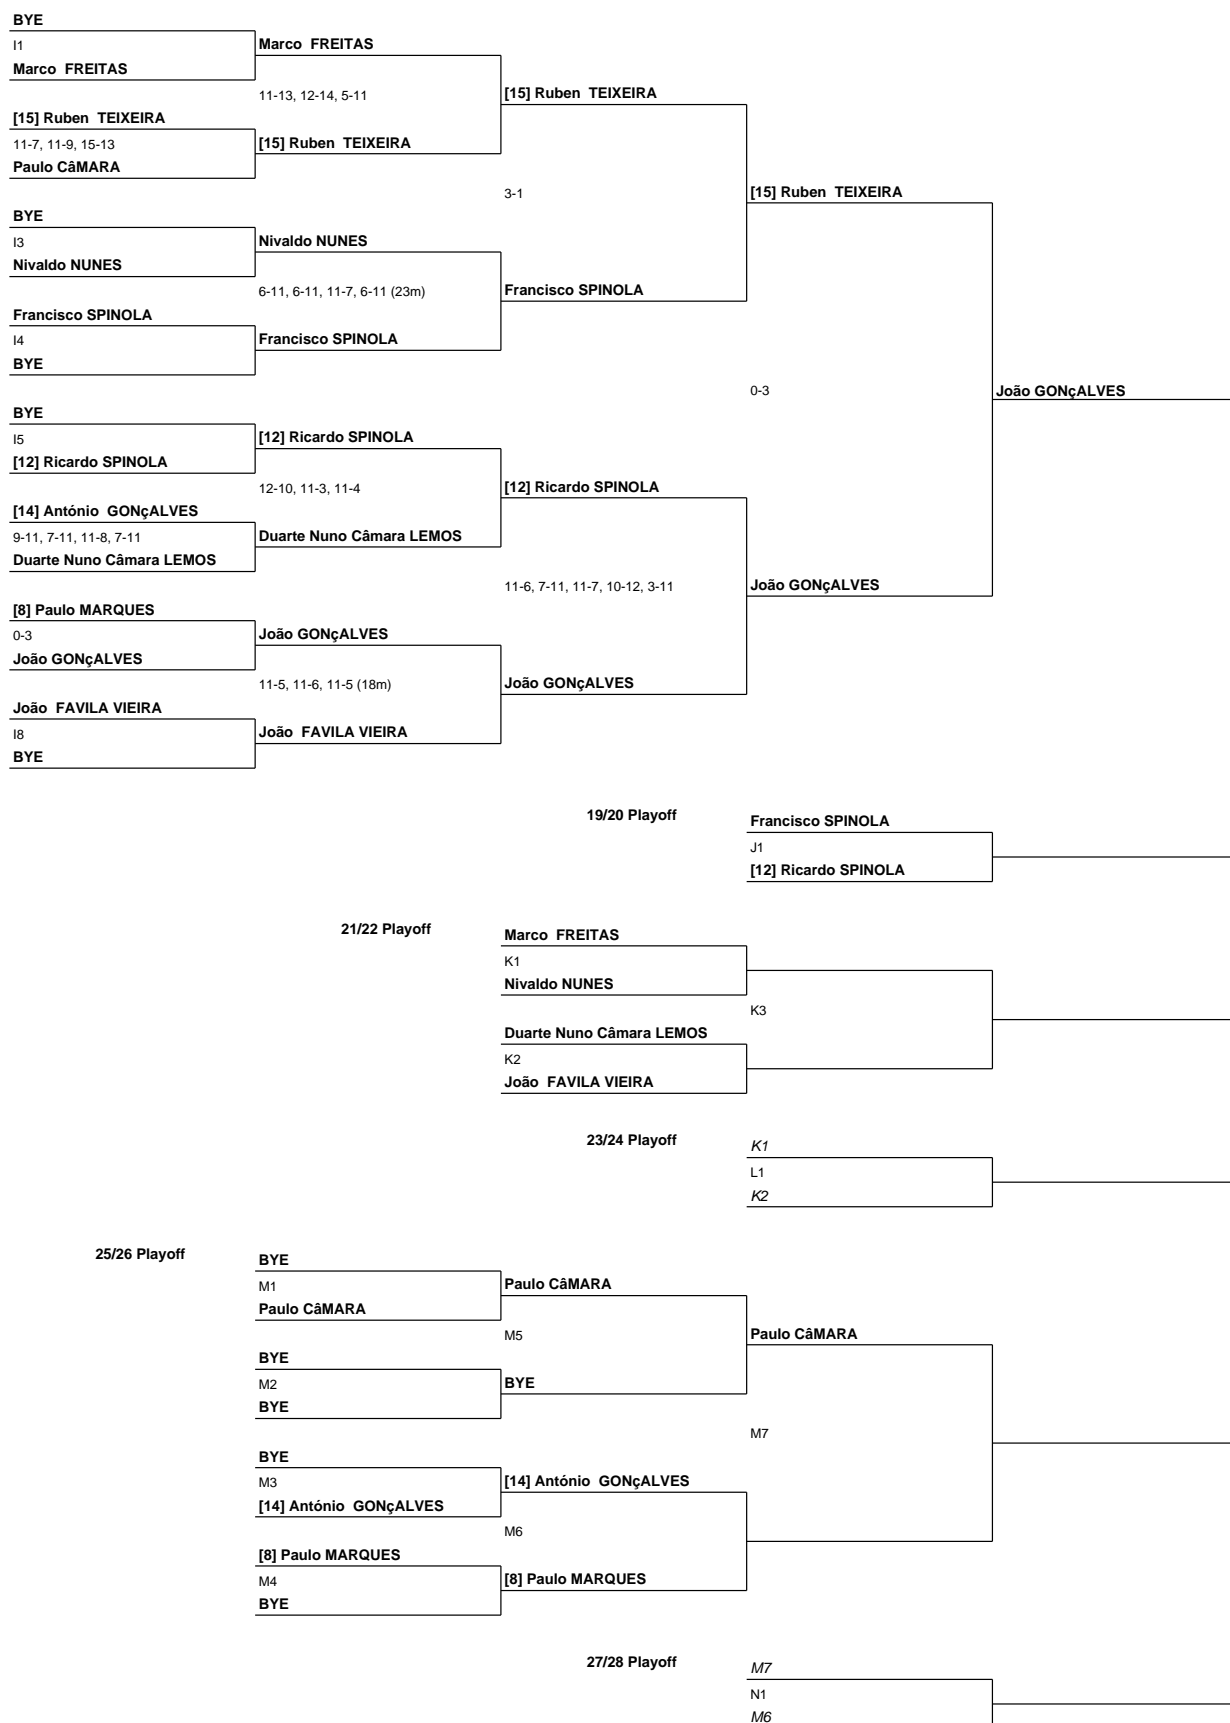 BYE
I1
Marco FREITAS
Marco FREITAS
11-13, 12-14, 5-11
[15] Ruben TEIXEIRA
[15] Ruben TEIXEIRA
11-7, 11-9, 15-13
[15] Ruben TEIXEIRA
Paulo CâMARA
3-1
[15] Ruben TEIXEIRA
BYE
I3
Nivaldo NUNES
Nivaldo NUNES
6-11, 6-11, 11-7, 6-11 (23m)
Francisco SPINOLA
Francisco SPINOLA
I4
Francisco SPINOLA
BYE
0-3
João GONçALVES
BYE
I5
[12] Ricardo SPINOLA
[12] Ricardo SPINOLA
12-10, 11-3, 11-4
[12] Ricardo SPINOLA
[14] António GONçALVES
9-11, 7-11, 11-8, 7-11
Duarte Nuno Câmara LEMOS
Duarte Nuno Câmara LEMOS
11-6, 7-11, 11-7, 10-12, 3-11
João GONçALVES
[8] Paulo MARQUES
0-3
João GONçALVES
João GONçALVES
11-5, 11-6, 11-5 (18m)
João GONçALVES
João FAVILA VIEIRA
I8
João FAVILA VIEIRA
BYE
19/20 Playoff
Francisco SPINOLA
J1
[12] Ricardo SPINOLA
21/22 Playoff
Marco FREITAS
K1
Nivaldo NUNES
K3
Duarte Nuno Câmara LEMOS
K2
João FAVILA VIEIRA
23/24 Playoff
K1
L1
K2
25/26 Playoff
BYE
M1
Paulo CâMARA
Paulo CâMARA
M5
Paulo CâMARA
BYE
M2
BYE
BYE
M7
BYE
M3
[14] António GONçALVES
[14] António GONçALVES
M6
[8] Paulo MARQUES
M4
[8] Paulo MARQUES
BYE
27/28 Playoff
M7
N1
M6